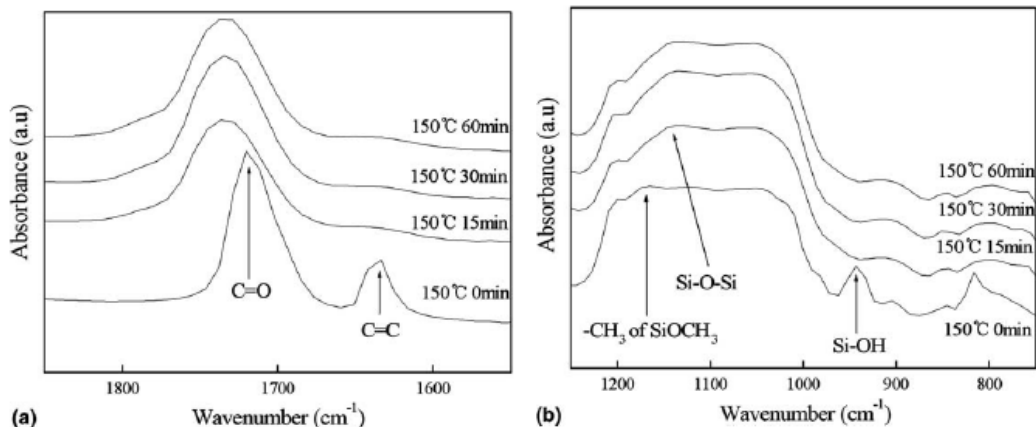 Absorbance (a.u)
150℃ 60min
150℃ 30min
150℃ 15min
150℃ 0min
C=O
C=C
1800 1700 1600
(a) Wavenumber (cm⁻¹)
Absorbance (a.u)
150℃ 60min
150℃ 30min
150℃ 15min
150℃ 0min
Si-O-Si
-CH₃ of SiOCH₃
Si-OH
1200 1100 1000 900 800
(b) Wavenumber (cm⁻¹)